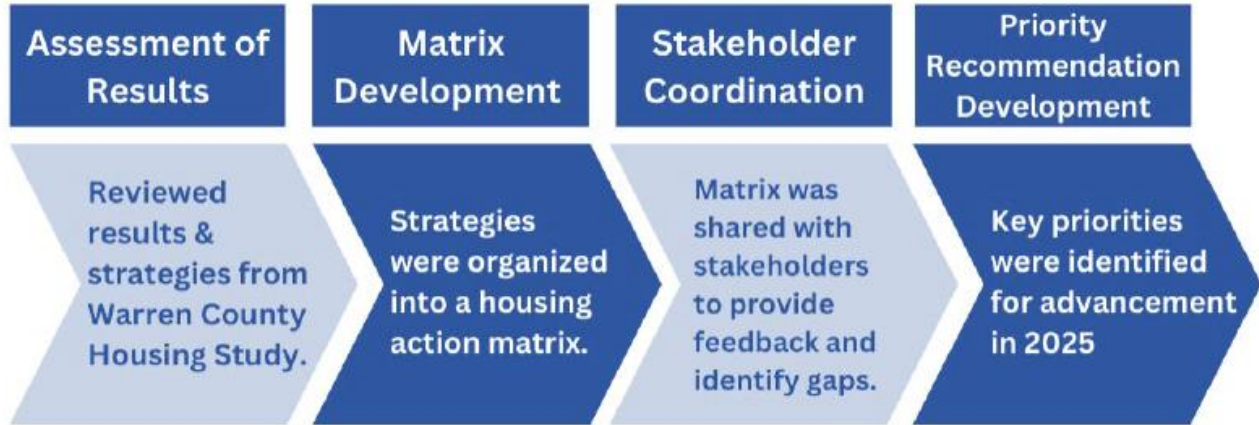 Assessment of
Results
Reviewed
results &
strategies from
Warren County
Housing Study.
Matrix
Development
Strategies
were organized
into a housing
action matrix.
Stakeholder
Coordination
Matrix was
shared with
stakeholders
to provide
feedback and
identify gaps.
Priority
Recommendation
Development
Key priorities
were identified
for advancement
in 2025